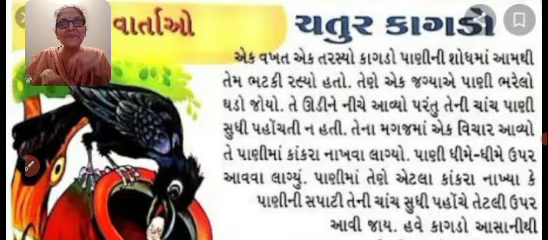 વાર્તાઓ
ચતુર કાગડો
એક વખત એક તરસ્યો કાગડો પાણીની શોધમાં આમથી
તેમ ભટકી રહ્યો હતો. તેણે એક જગ્યાએ પાણી ભરેલો
ઘડો જોયો. તે ઊડીને નીચે આવ્યો પરંતુ તેની ચાંચ પાણી
સુધી પહોંચતી ન હતી. તેના મગજમાં એક વિચાર આવ્યો
તે પાણીમાં કાંકરા નાખવા લાગ્યો. પાણી ધીમે-ધીમે ઉપર
આવવા લાગ્યું. પાણીમાં તેણે એટલા કાંકરા નાખ્યા કે
પાણીની સપાટી તેની ચાંચ સુધી પહોંચે તેટલી ઉપર
આવી જાય. હવે કાગડો આસાનીથી